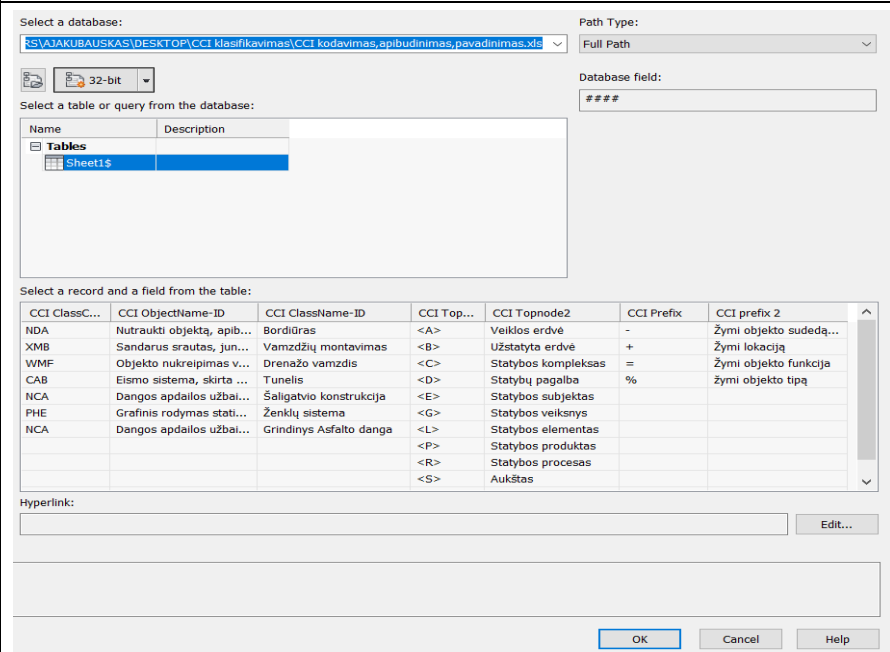 Select a database:
Path Type:
RS\AJAKUBAUSKAS\DESKTOP\CCI klasifikavimas\CCI kodavimas,apibudinimas,pavadinimas.xls
Full Path
32-bit
Database field:
####
Select a table or query from the database:
Name Description
Tables
Sheet1$
Select a record and a field from the table:
CCI ClassC... CCI ObjectName-ID CCI ClassName-ID CCI Top... CCI Topnode2 CCI Prefix CCI prefix 2
NDA Nutraukti objektą, apib... Bordiūras <A> Veiklos erdvė - Žymi objekto sudedą...
XMB Sandarus srautas, jun... Vamzdžių montavimas <B> Užstatyta erdvė + Žymi lokaciją
WMF Objekto nukreipimas v... Drenažo vamzdis <C> Statybos kompleksas = Žymi objekto funkcija
CAB Eismo sistema, skirta ... Tunelis <D> Statybų pagalba % žymi objekto tipą
NCA Dangos apdailos užbai... Šaligatvio konstrukcija <E> Statybos subjektas
PHE Grafinis rodymas stati... Ženklų sistema <G> Statybos veiksnys
NCA Dangos apdailos užbai... Grindinys Asfalto danga <L> Statybos elementas
<P> Statybos produktas
<R> Statybos procesas
<S> Aukštas
Hyperlink:
Edit...
OK Cancel Help